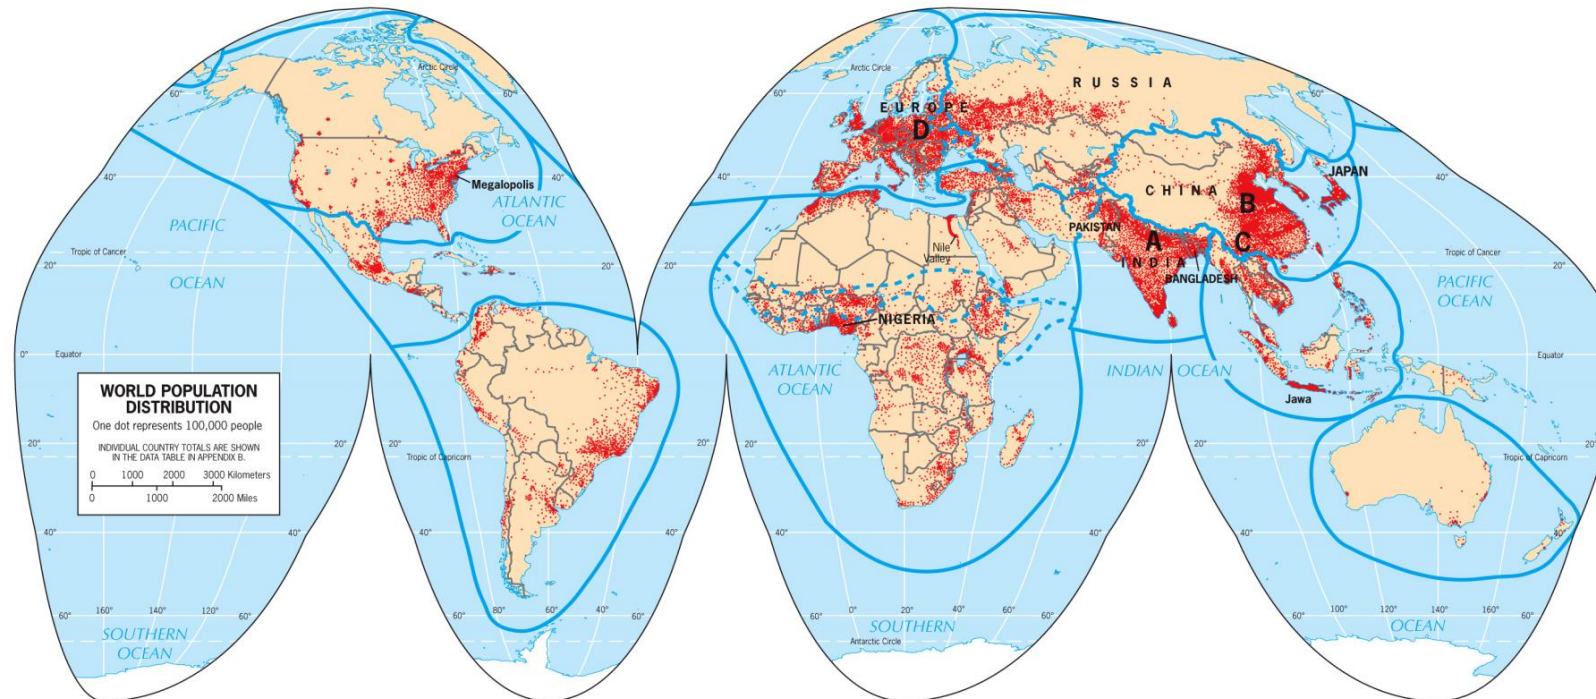 Arctic Circle
60°
40°
Megalopolis
ATLANTIC
OCEAN
40°
PACIFIC
OCEAN
Tropic of Cancer
20°
20°
0°
Equator
WORLD POPULATION
DISTRIBUTION
One dot represents 100,000 people
INDIVIDUAL COUNTRY TOTALS ARE SHOWN
IN THE DATA TABLE IN APPENDIX B.
0 1000 2000 3000 Kilometers
0 1000 2000 Miles
20°
Tropic of Capricorn
20°
40°
40°
60°
160° 140° 120°
60°
80° 60° 40°
60°
SOUTHERN
OCEAN
Arctic Circle
60°
60°
RUSSIA
EUROPE
D
40°
40°
CHINA
JAPAN
B
C
PAKISTAN
A
INDIA
BANGLADESH
Nile
Valley
Tropic of Cancer
20°
20°
PACIFIC
OCEAN
NIGERIA
ATLANTIC
OCEAN
INDIAN OCEAN
Equator
0°
Jawa
20°
20°
20°
Tropic of Capricorn
40°
40°
40°
60°
0° 20° 40°
60°
60°
100° 120° 140° 160°
60°
SOUTHERN
OCEAN
Antarctic Circle